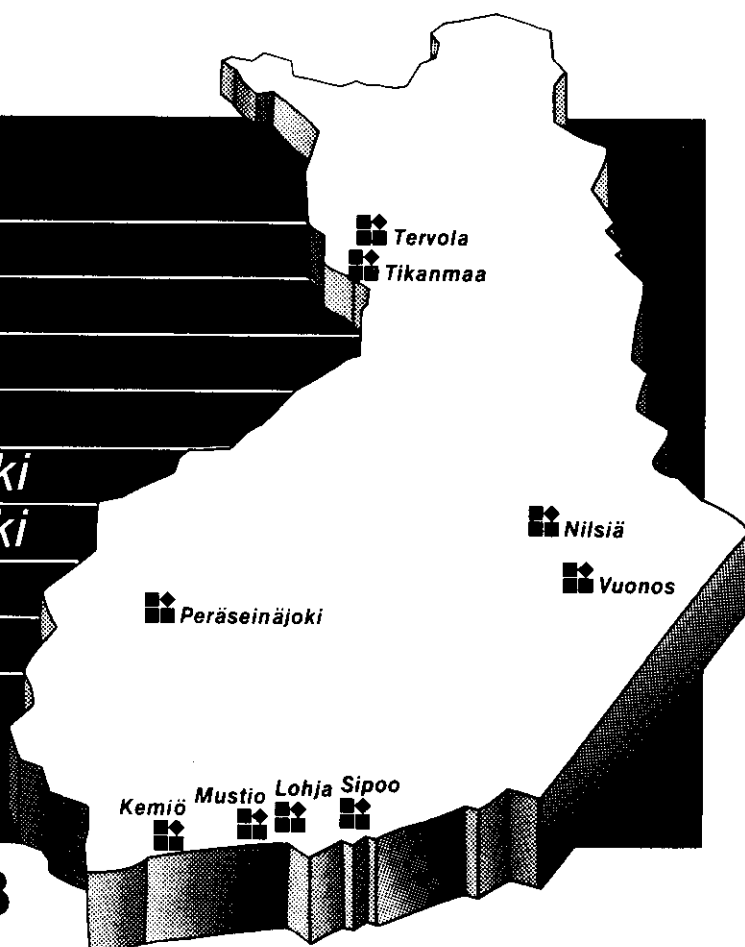 Tervola
Tikanmaa
ki
ki
Nilsiä
Vuonos
Peräseinäjoki
Kemiö
Mustio
Lohja
Sipoo